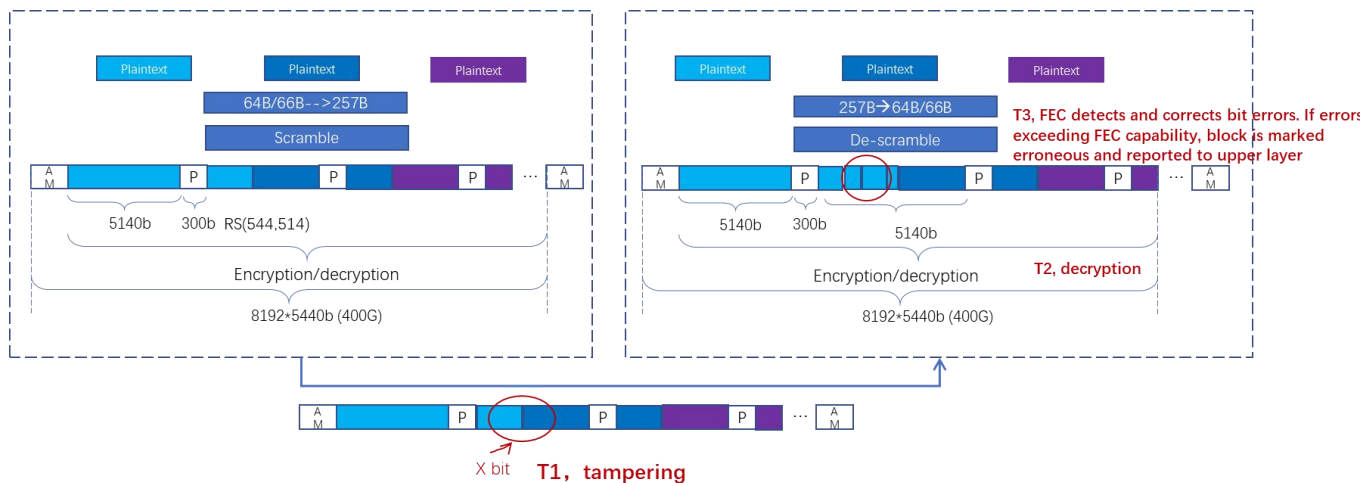 Plaintext
Plaintext
Plaintext
64B/66B-->257B
Scramble
A
M
P
P
P
...
A
M
5140b
300b
RS(544,514)
Encryption/decryption
8192*5440b (400G)
Plaintext
Plaintext
Plaintext
257B→64B/66B
De-scramble
T3, FEC detects and corrects bit errors. If errors
exceeding FEC capability, block is marked
erroneous and reported to upper layer
A
M
P
P
P
...
A
M
5140b
300b
5140b
Encryption/decryption
T2, decryption
8192*5440b (400G)
A
M
P
P
P
...
A
M
X bit
T1, tampering